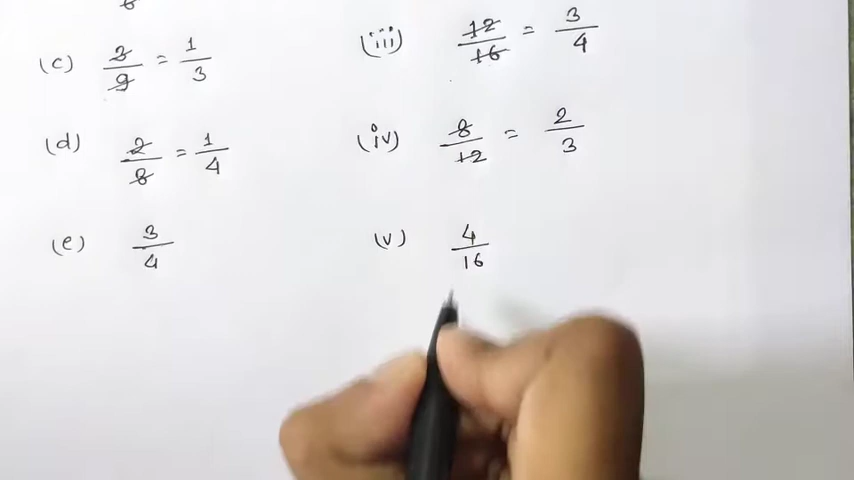 6
(c) 3/9 = 1/3 (iii) 12/16 = 3/4
(d) 2/8 = 1/4 (iv) 8/12 = 2/3
(e) 3/4 (v) 4/16